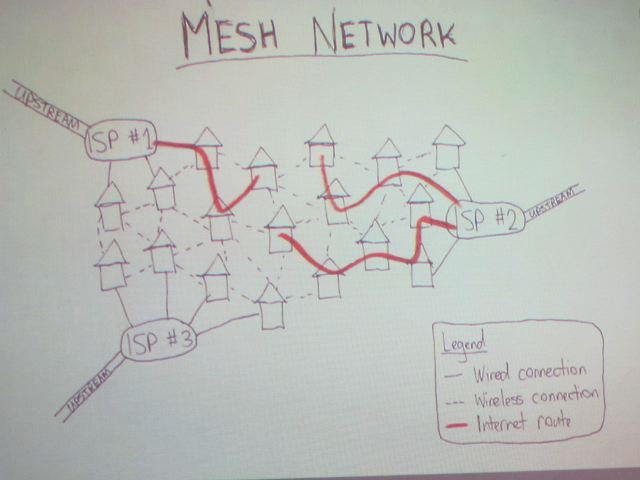 MESH NETWORK
UPSTREAM
ISP #1
ISP #2
UPSTREAM
ISP #3
UPSTREAM
Legend
Wired connection
Wireless connection
Internet route